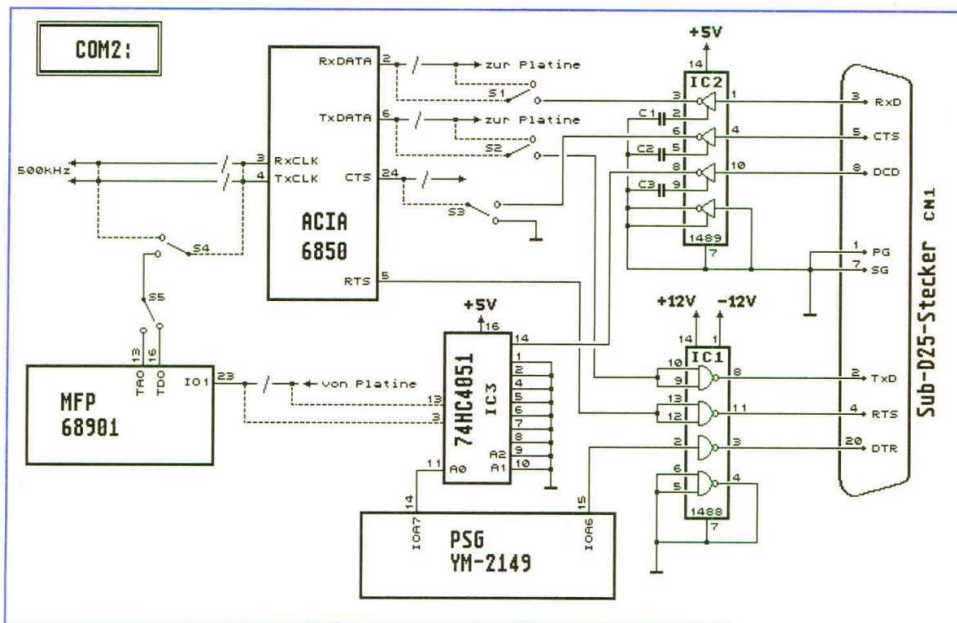 COM2:
RxDATA
2
zur Platine
S1
TxDATA
6
zur Platine
S2
500kHz
3
RxCLK
4
TxCLK
CTS
24
S3
ACIA
6850
S4
S5
RTS
5
+5V
14
IC2
3
1
C1
2
6
4
C2
5
8
10
C3
9
1489
7
3
RxD
5
CTS
8
DCD
1
PG
7
SG
Sub-D25-Stecker CN1
+12V
-12V
14
1
IC1
10
9
8
13
12
11
2
3
6
5
4
1488
7
2
TxD
4
RTS
20
DTR
+5V
16
14
1
2
4
5
6
7
8
A2
9
A1
10
74HC4051
IC3
13
3
11
A0
13
16
TAO
TDO
IO1
23
von Platine
MFP
68901
14
IOA7
15
IOA6
PSG
YM-2149